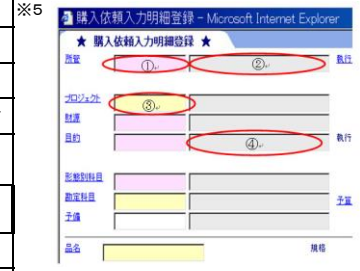 ※5
購入依頼入力明細登録 - Microsoft Internet Explorer
★ 購入依頼入力明細登録 ★
所管 ① ② 執行
プロジェクト ③
財源
目的 ④ 執行
形態別科目
勘定科目 予算
予備
品名 規格